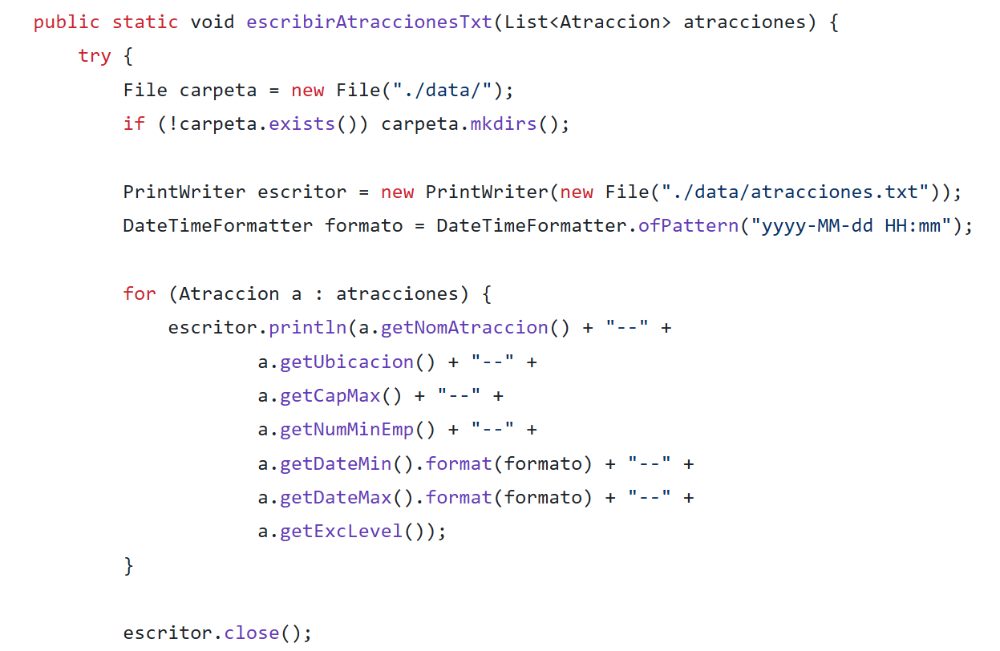 public static void escribirAtraccionesTxt(List<Atraccion> atracciones) {
    try {
        File carpeta = new File("./data/");
        if (!carpeta.exists()) carpeta.mkdirs();

        PrintWriter escritor = new PrintWriter(new File("./data/atracciones.txt"));
        DateTimeFormatter formato = DateTimeFormatter.ofPattern("yyyy-MM-dd HH:mm");

        for (Atraccion a : atracciones) {
            escritor.println(a.getNomAtraccion() + "--" +
                    a.getUbicacion() + "--" +
                    a.getCapMax() + "--" +
                    a.getNumMinEmp() + "--" +
                    a.getDateMin().format(formato) + "--" +
                    a.getDateMax().format(formato) + "--" +
                    a.getExcLevel());
        }

        escritor.close();